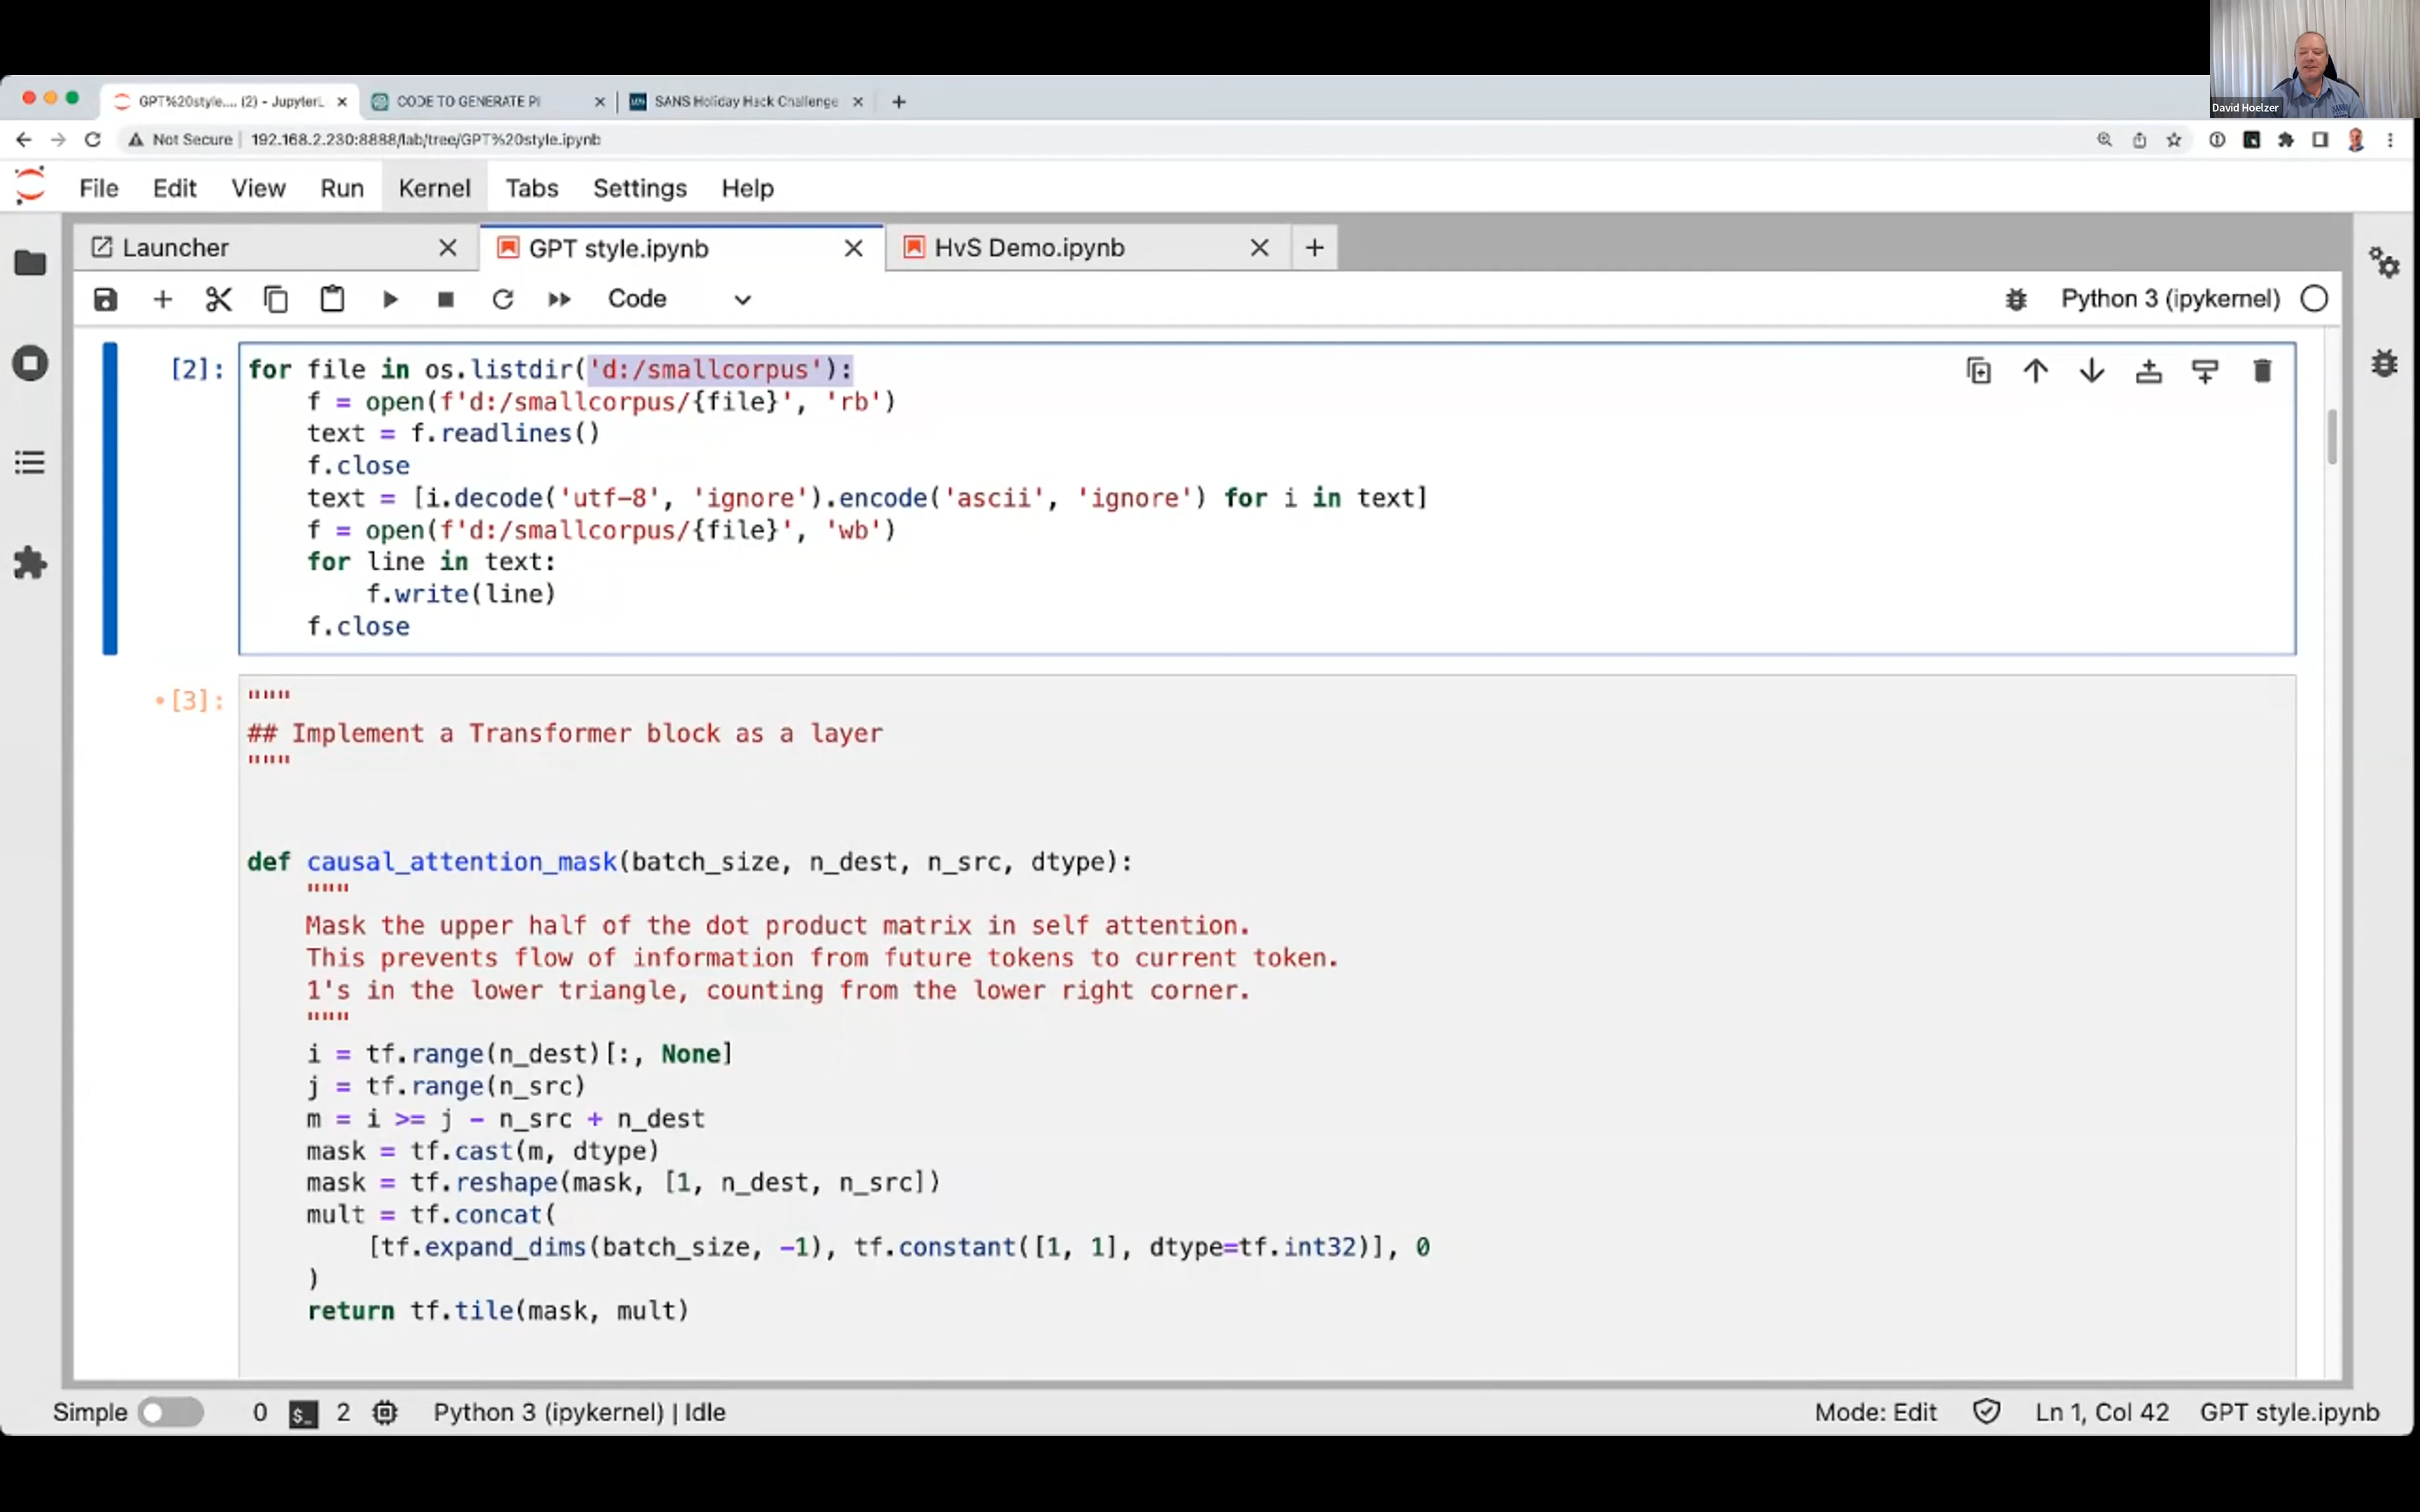 David Hoelzer
GPT%20style.... (2) - JupyterL
CODE TO GENERATE PI
SANS Holiday Hack Challenge
Not Secure
192.168.2.230:8888/lab/tree/GPT%20style.ipynb
File Edit View Run Kernel Tabs Settings Help
Launcher
GPT style.ipynb
HvS Demo.ipynb
Code
Python 3 (ipykernel)
[2]:
for file in os.listdir('d:/smallcorpus'):
    f = open(f'd:/smallcorpus/{file}', 'rb')
    text = f.readlines()
    f.close
    text = [i.decode('utf-8', 'ignore').encode('ascii', 'ignore') for i in text]
    f = open(f'd:/smallcorpus/{file}', 'wb')
    for line in text:
        f.write(line)
    f.close
[3]:
"""
## Implement a Transformer block as a layer
"""
def causal_attention_mask(batch_size, n_dest, n_src, dtype):
    """
    Mask the upper half of the dot product matrix in self attention.
    This prevents flow of information from future tokens to current token.
    1's in the lower triangle, counting from the lower right corner.
    """
    i = tf.range(n_dest)[:, None]
    j = tf.range(n_src)
    m = i >= j - n_src + n_dest
    mask = tf.cast(m, dtype)
    mask = tf.reshape(mask, [1, n_dest, n_src])
    mult = tf.concat(
        [tf.expand_dims(batch_size, -1), tf.constant([1, 1], dtype=tf.int32)], 0
    )
    return tf.tile(mask, mult)
Simple
0
$_
2
Python 3 (ipykernel) | Idle
Mode: Edit
Ln 1, Col 42
GPT style.ipynb